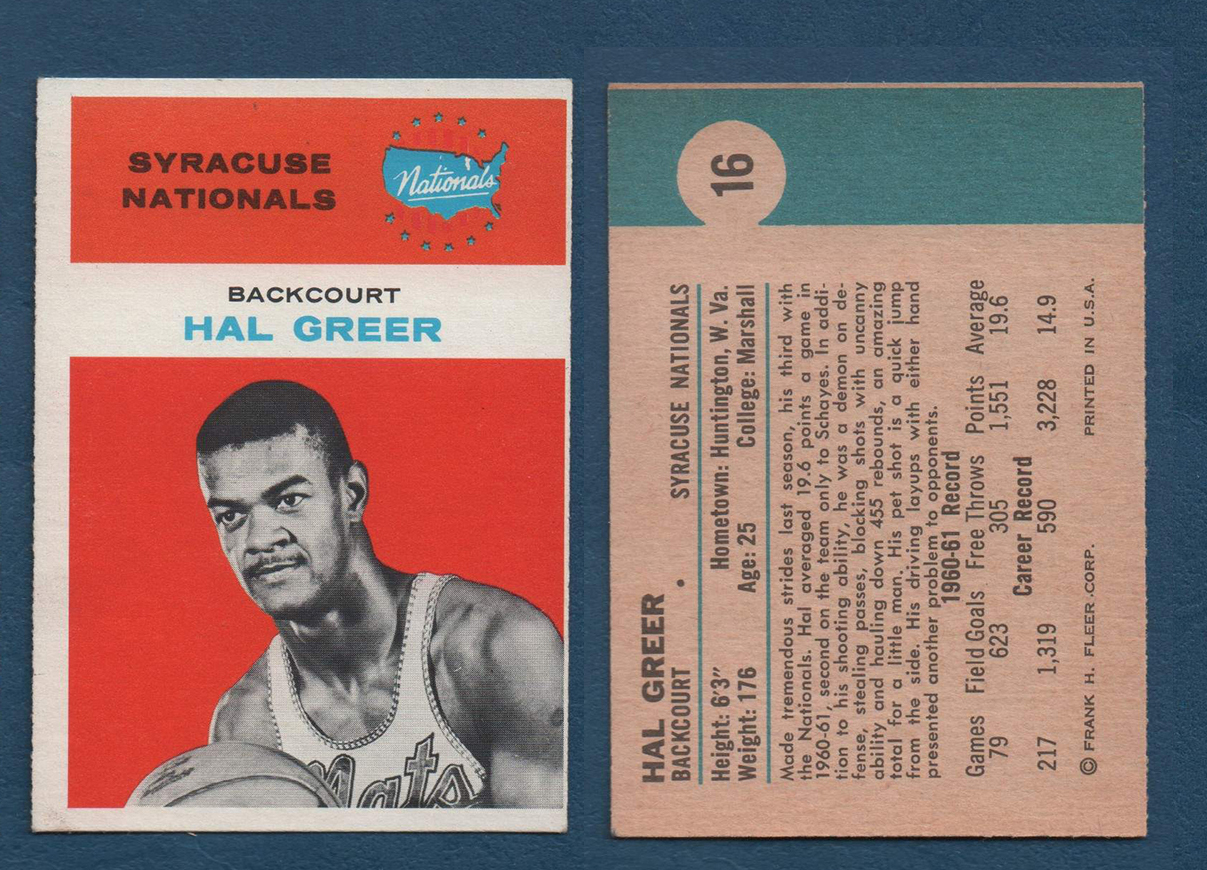 SYRACUSE
NATIONALS
Nationals
BACKCOURT
HAL GREER
Nats
16
HAL GREER
BACKCOURT • SYRACUSE NATIONALS
Height: 6'3" Hometown: Huntington, W. Va.
Weight: 176 Age: 25 College: Marshall
Made tremendous strides last season, his third with
the Nationals. Hal averaged 19.6 points a game in
1960-61, second on the team only to Schayes. In addi-
tion to his shooting ability, he was a demon on de-
fense, stealing passes, blocking shots with uncanny
ability and hauling down 455 rebounds, an amazing
total for a little man. His pet shot is a quick jump
from the side. His driving layups with either hand
presented another problem to opponents.
1960-61 Record
Games Field Goals Free Throws Points Average
79 623 305 1,551 19.6
Career Record
217 1,319 590 3,228 14.9
© FRANK H. FLEER CORP. PRINTED IN U.S.A.